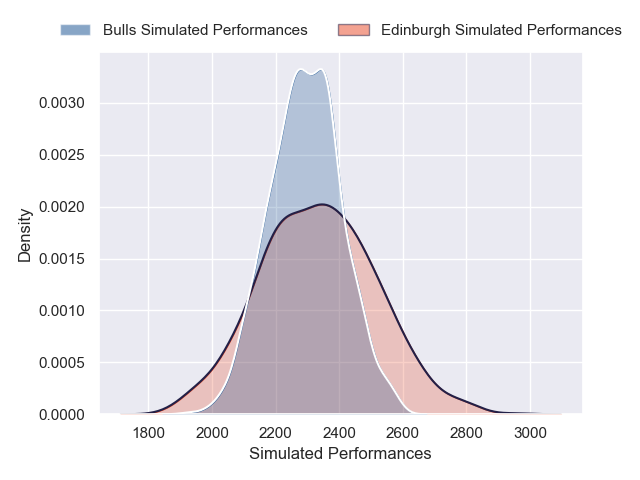 Bulls Simulated Performances
Edinburgh Simulated Performances
0.0030
0.0025
0.0020
0.0015
0.0010
0.0005
0.0000
Density
1800 2000 2200 2400 2600 2800 3000
Simulated Performances